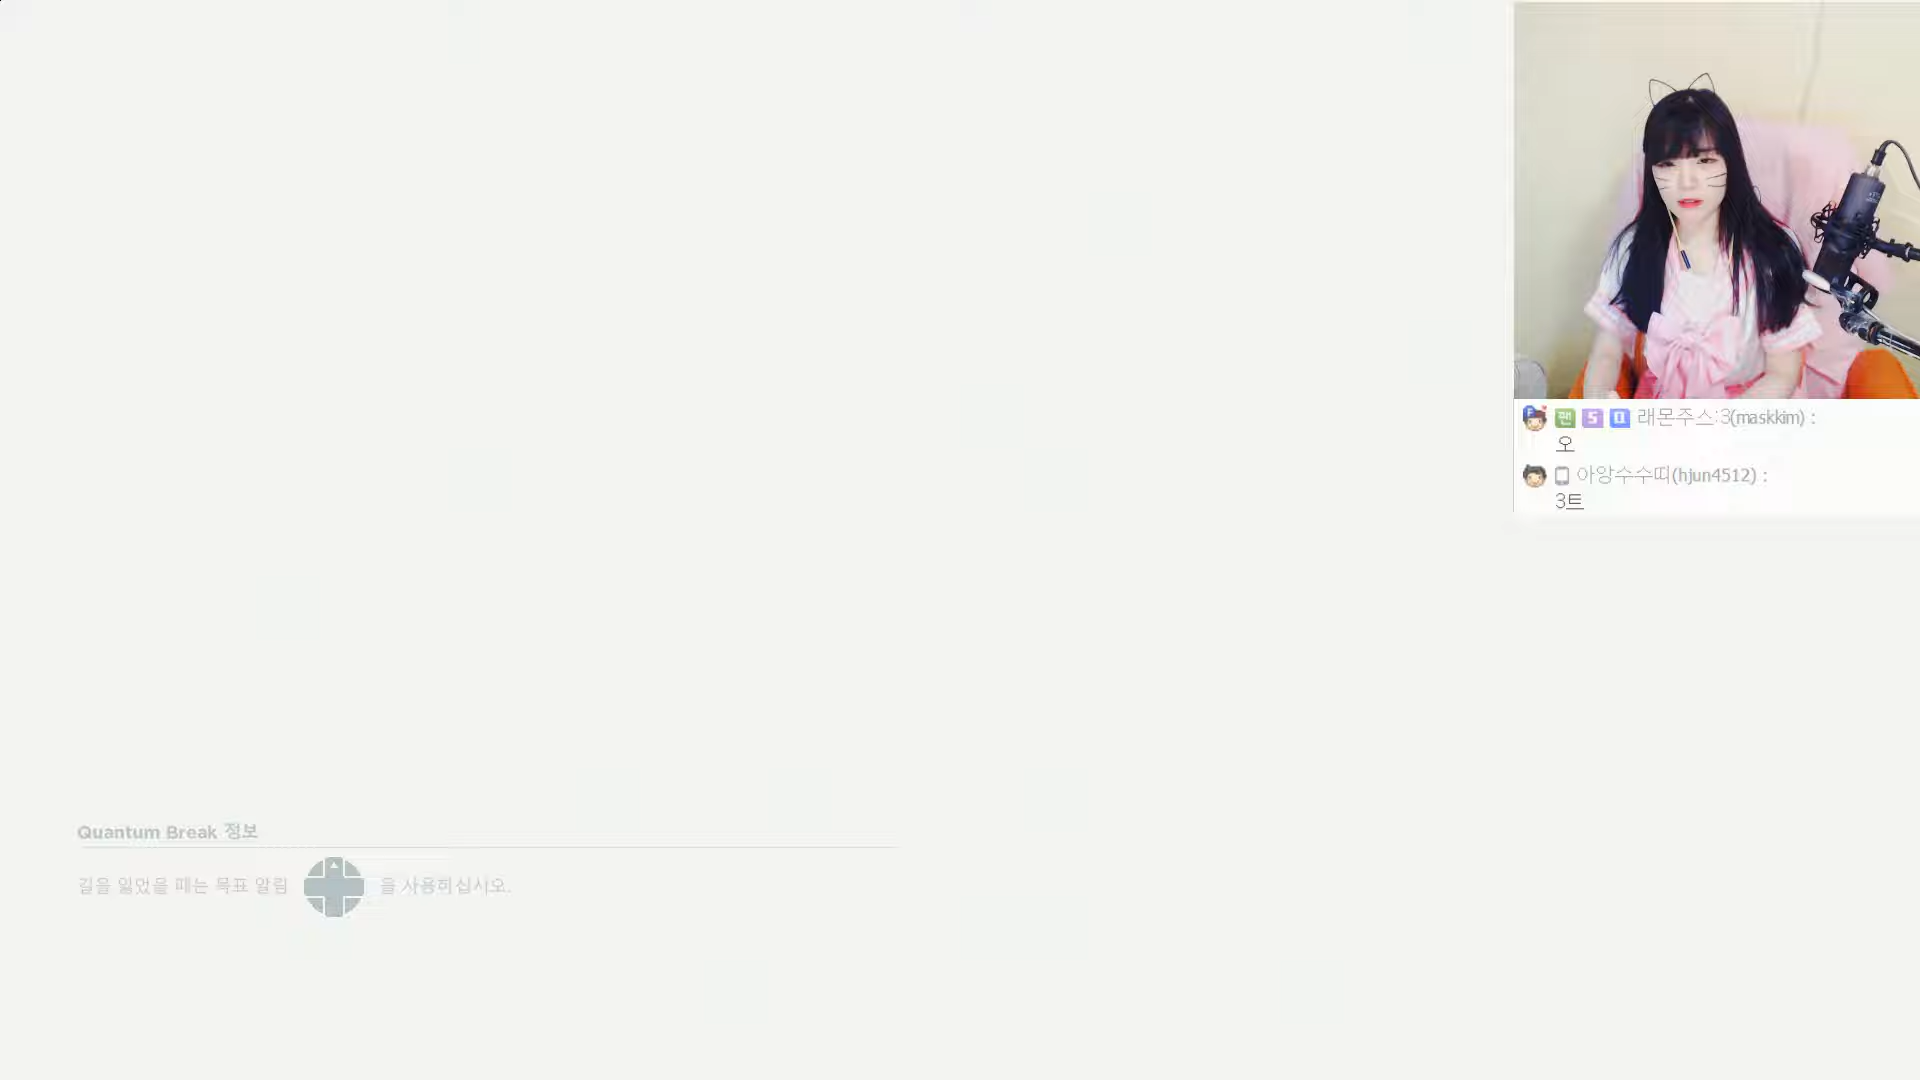 팬 S 래몬주스:3(maskkim) :
오
아앙수수띠(hjun4512) :
3트
Quantum Break 정보
길을 잃었을 때는 목표 알림 을 사용하십시오.